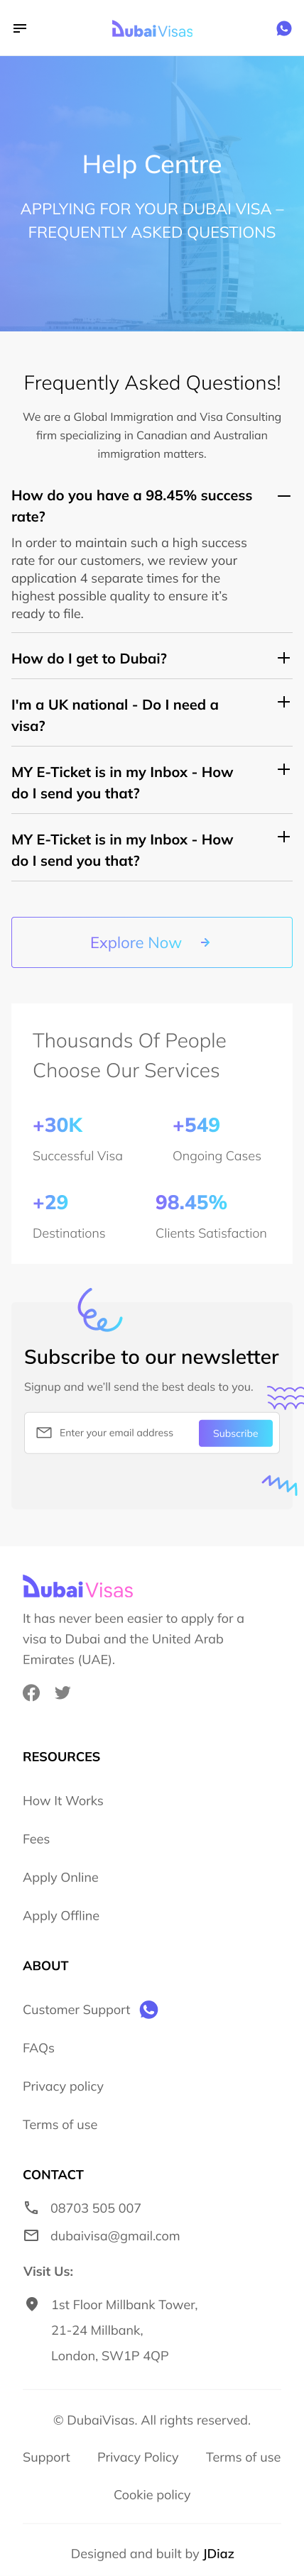 DubaiVisas
Help Centre
APPLYING FOR YOUR DUBAI VISA –
FREQUENTLY ASKED QUESTIONS
Frequently Asked Questions!
We are a Global Immigration and Visa Consulting
firm specializing in Canadian and Australian
immigration matters.
How do you have a 98.45% success
rate?
In order to maintain such a high success
rate for our customers, we review your
application 4 separate times for the
highest possible quality to ensure it’s
ready to file.
How do I get to Dubai?
I'm a UK national - Do I need a
visa?
MY E-Ticket is in my Inbox - How
do I send you that?
MY E-Ticket is in my Inbox - How
do I send you that?
Explore Now
Thousands Of People
Choose Our Services
+30K +549
Successful Visa Ongoing Cases
+29 98.45%
Destinations Clients Satisfaction
Subscribe to our newsletter
Signup and we’ll send the best deals to you.
Enter your email address Subscribe
DubaiVisas
It has never been easier to apply for a
visa to Dubai and the United Arab
Emirates (UAE).
RESOURCES
How It Works
Fees
Apply Online
Apply Offline
ABOUT
Customer Support
FAQs
Privacy policy
Terms of use
CONTACT
08703 505 007
dubaivisa@gmail.com
Visit Us:
1st Floor Millbank Tower,
21-24 Millbank,
London, SW1P 4QP
© DubaiVisas. All rights reserved.
Support Privacy Policy Terms of use
Cookie policy
Designed and built by JDiaz